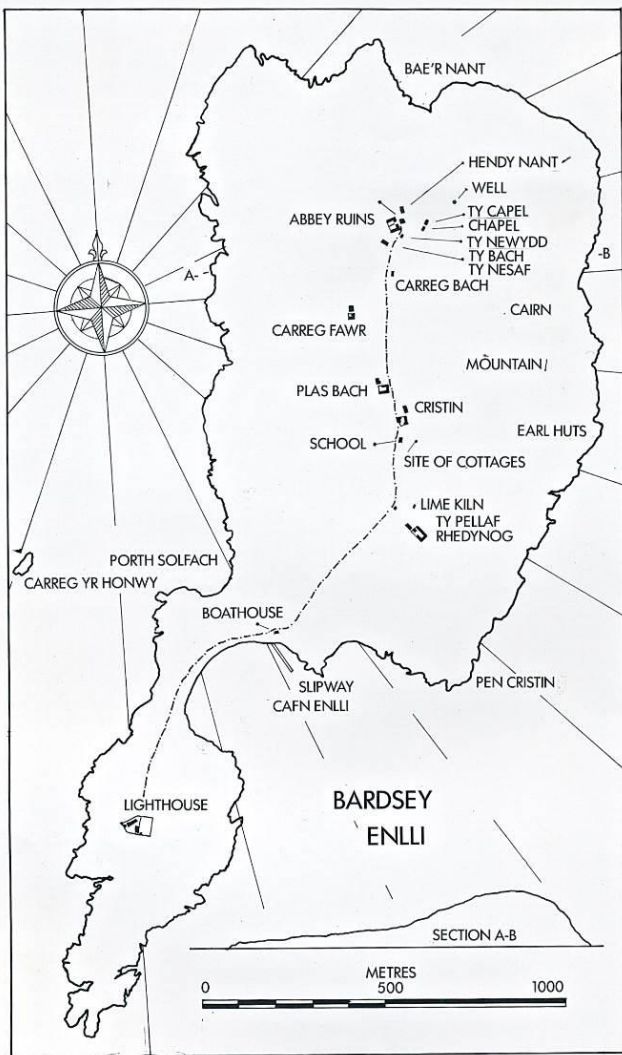 BAE'R NANT
HENDY NANT
WELL
ABBEY RUINS
TY CAPEL
CHAPEL
TY NEWYDD
TY BACH
TY NESAF
A-
-B
CARREG BACH
CAIRN
CARREG FAWR
MOUNTAIN
PLAS BACH
CRISTIN
EARL HUTS
SCHOOL
SITE OF COTTAGES
LIME KILN
TY PELLAF
RHEDYNOG
PORTH SOLFACH
CARREG YR HONWY
BOATHOUSE
SLIPWAY
CAFN ENLLI
PEN CRISTIN
LIGHTHOUSE
BARDSEY
ENLLI
SECTION A-B
METRES
0 500 1000